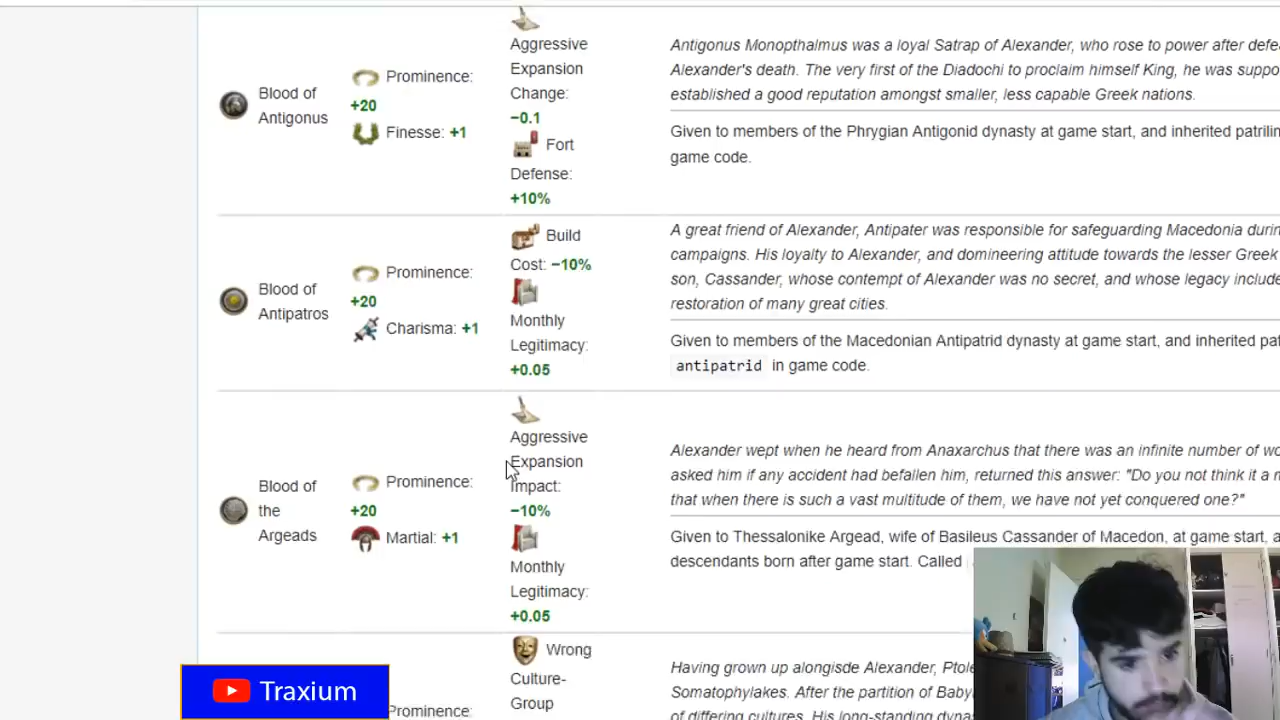 Blood of
Antigonus
Prominence:
+20
Finesse: +1
Aggressive
Expansion
Change:
−0.1
Fort
Defense:
+10%
Antigonus Monopthalmus was a loyal Satrap of Alexander, who rose to power after defe
Alexander's death. The very first of the Diadochi to proclaim himself King, he was suppo
established a good reputation amongst smaller, less capable Greek nations.
Given to members of the Phrygian Antigonid dynasty at game start, and inherited patrilin
game code.
Blood of
Antipatros
Prominence:
+20
Charisma: +1
Build
Cost: −10%
Monthly
Legitimacy:
+0.05
A great friend of Alexander, Antipater was responsible for safeguarding Macedonia durin
campaigns. His loyalty to Alexander, and domineering attitude towards the lesser Greek
son, Cassander, whose contempt of Alexander was no secret, and whose legacy include
restoration of many great cities.
Given to members of the Macedonian Antipatrid dynasty at game start, and inherited pat
antipatrid in game code.
Blood of
the
Argeads
Prominence:
+20
Martial: +1
Aggressive
Expansion
Impact:
−10%
Monthly
Legitimacy:
+0.05
Alexander wept when he heard from Anaxarchus that there was an infinite number of wo
asked him if any accident had befallen him, returned this answer: "Do you not think it a n
that when there is such a vast multitude of them, we have not yet conquered one?"
Given to Thessalonike Argead, wife of Basileus Cassander of Macedon, at game start, a
descendants born after game start. Called
Prominence:
Wrong
Culture-
Group
Having grown up alongisde Alexander, Ptole
Somatophylakes. After the partition of Baby
of differing cultures. His long-standing dyna
Traxium